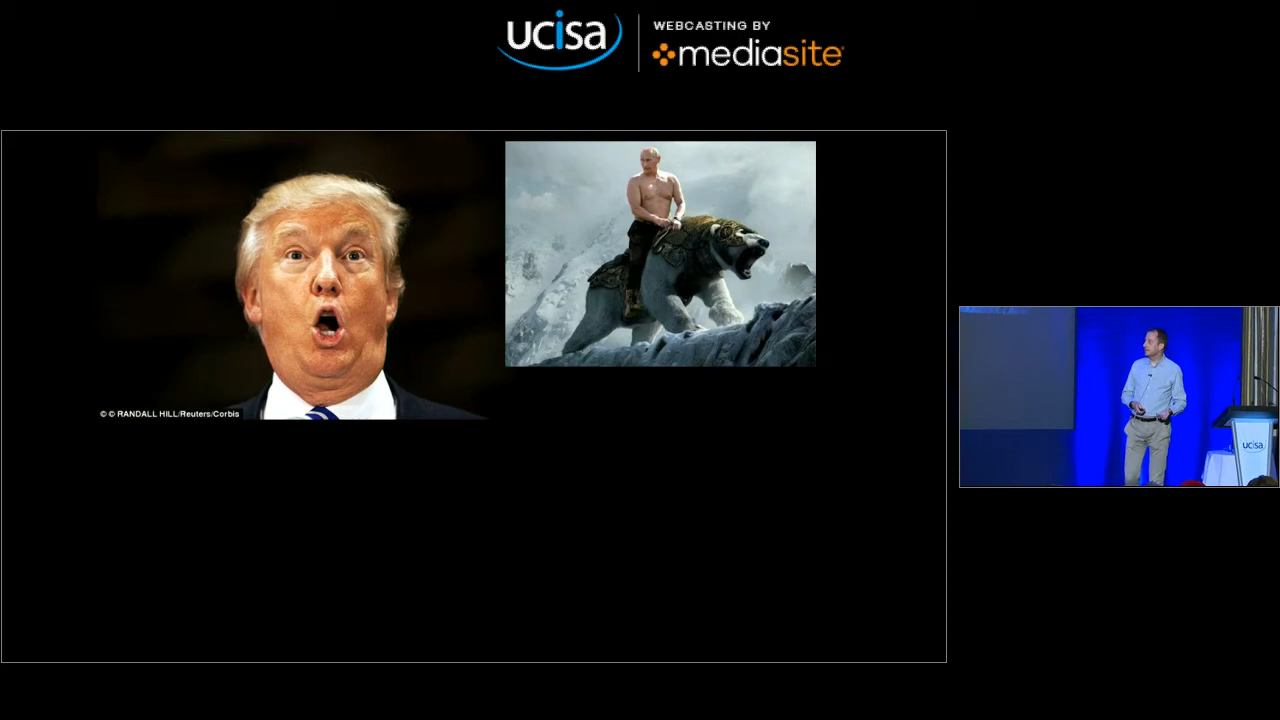 ucisa
WEBCASTING BY
mediasite
© © RANDALL HILL/Reuters/Corbis
ucisa